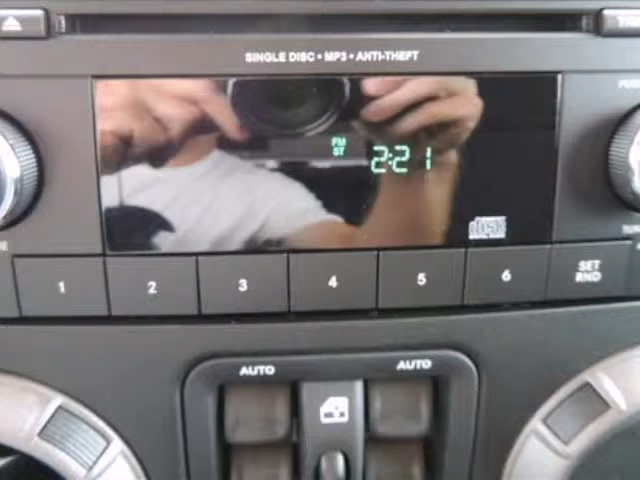 SINGLE DISC • MP3 • ANTI-THEFT
FM
ST
2:21
disc
1 2 3 4 5 6 SET
RND
AUTO AUTO